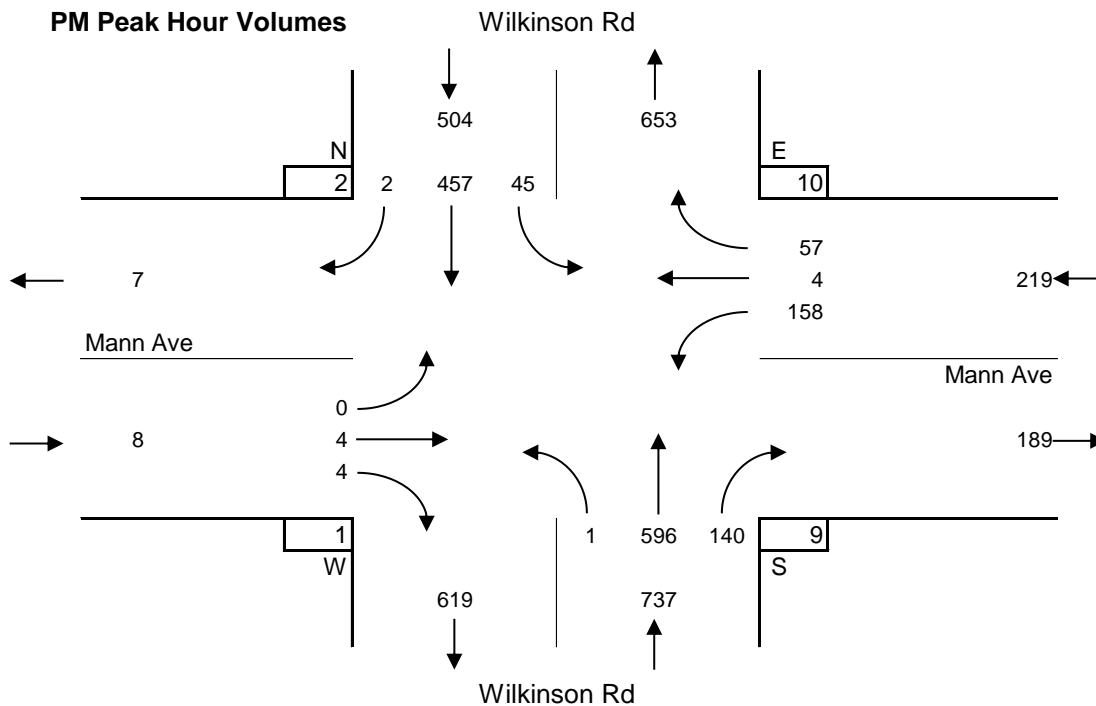 PM Peak Hour Volumes Wilkinson Rd
504 653
N E
2 2 457 45 10
57
7 4 219
158
Mann Ave
Mann Ave
0
8 4 189
4
1 1 596 140 9
W S
619 737
Wilkinson Rd